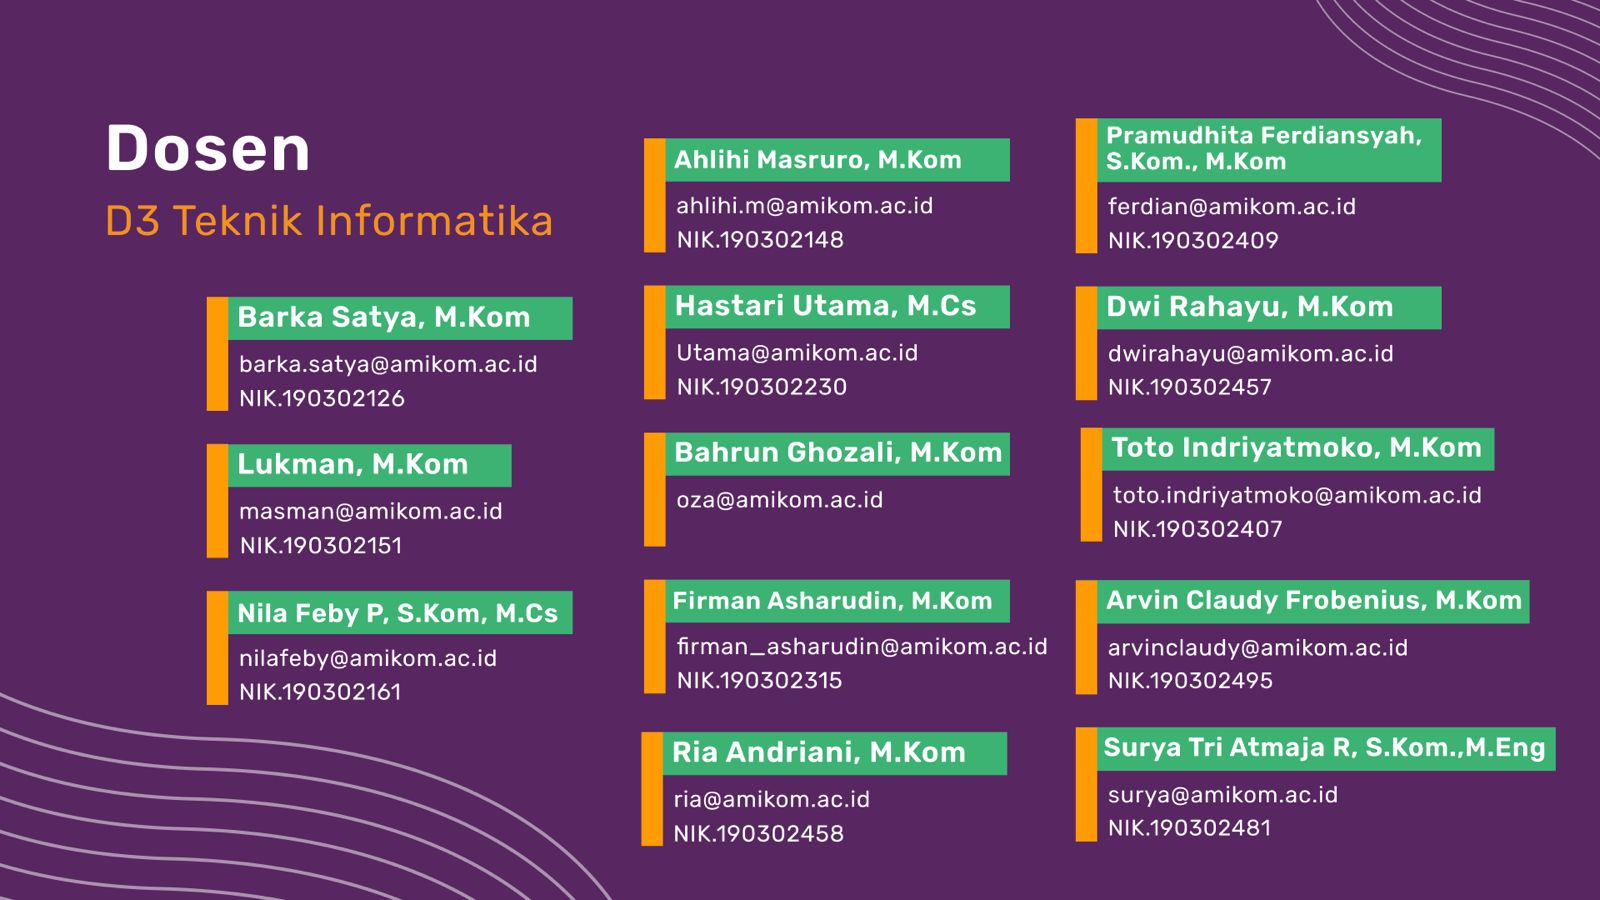 Dosen
D3 Teknik Informatika
Barka Satya, M.Kom
barka.satya@amikom.ac.id
NIK.190302126
Lukman, M.Kom
masman@amikom.ac.id
NIK.190302151
Nila Feby P, S.Kom, M.Cs
nilafeby@amikom.ac.id
NIK.190302161
Ahlihi Masruro, M.Kom
ahlihi.m@amikom.ac.id
NIK.190302148
Hastari Utama, M.Cs
Utama@amikom.ac.id
NIK.190302230
Bahrun Ghozali, M.Kom
oza@amikom.ac.id
Firman Asharudin, M.Kom
firman_asharudin@amikom.ac.id
NIK.190302315
Ria Andriani, M.Kom
ria@amikom.ac.id
NIK.190302458
Pramudhita Ferdiansyah,
S.Kom., M.Kom
ferdian@amikom.ac.id
NIK.190302409
Dwi Rahayu, M.Kom
dwirahayu@amikom.ac.id
NIK.190302457
Toto Indriyatmoko, M.Kom
toto.indriyatmoko@amikom.ac.id
NIK.190302407
Arvin Claudy Frobenius, M.Kom
arvinclaudy@amikom.ac.id
NIK.190302495
Surya Tri Atmaja R, S.Kom.,M.Eng
surya@amikom.ac.id
NIK.190302481